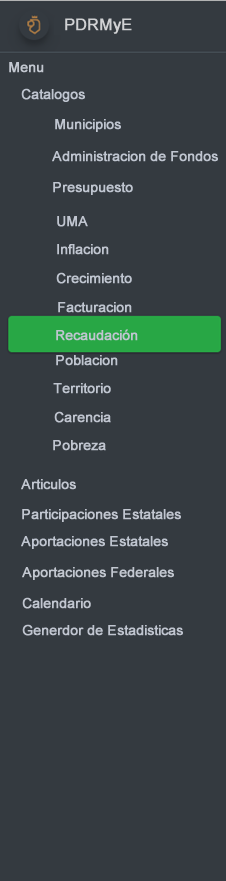 PDRMyE
Menu
Catalogos
Municipios
Administracion de Fondos
Presupuesto
UMA
Inflacion
Crecimiento
Facturacion
Recaudación
Poblacion
Territorio
Carencia
Pobreza
Articulos
Participaciones Estatales
Aportaciones Estatales
Aportaciones Federales
Calendario
Generdor de Estadisticas